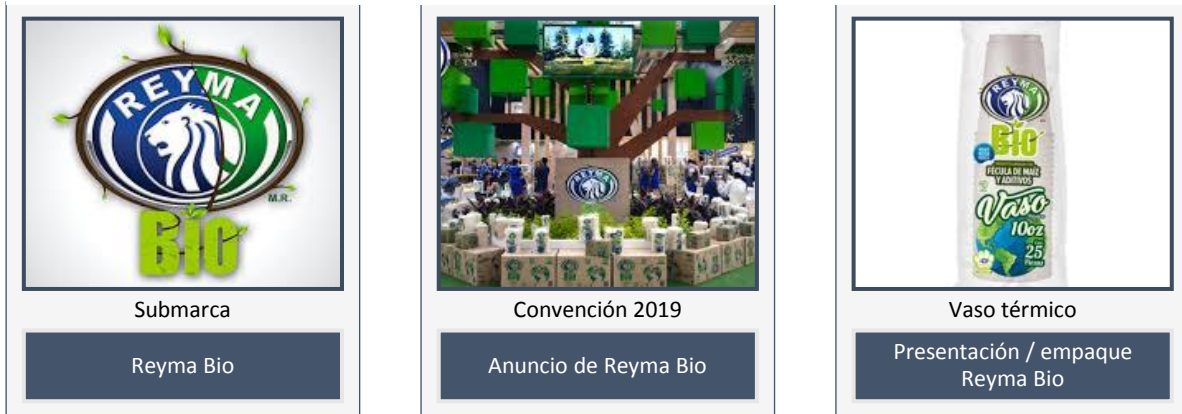 REYMA
M.R.
Bio
Submarca
Reyma Bio
REYMA
Convención 2019
Anuncio de Reyma Bio
REYMA
Bio
FÉCULA DE MAÍZ
Y ADITIVOS
Vaso
10oz
25
Vaso térmico
Presentación / empaque
Reyma Bio